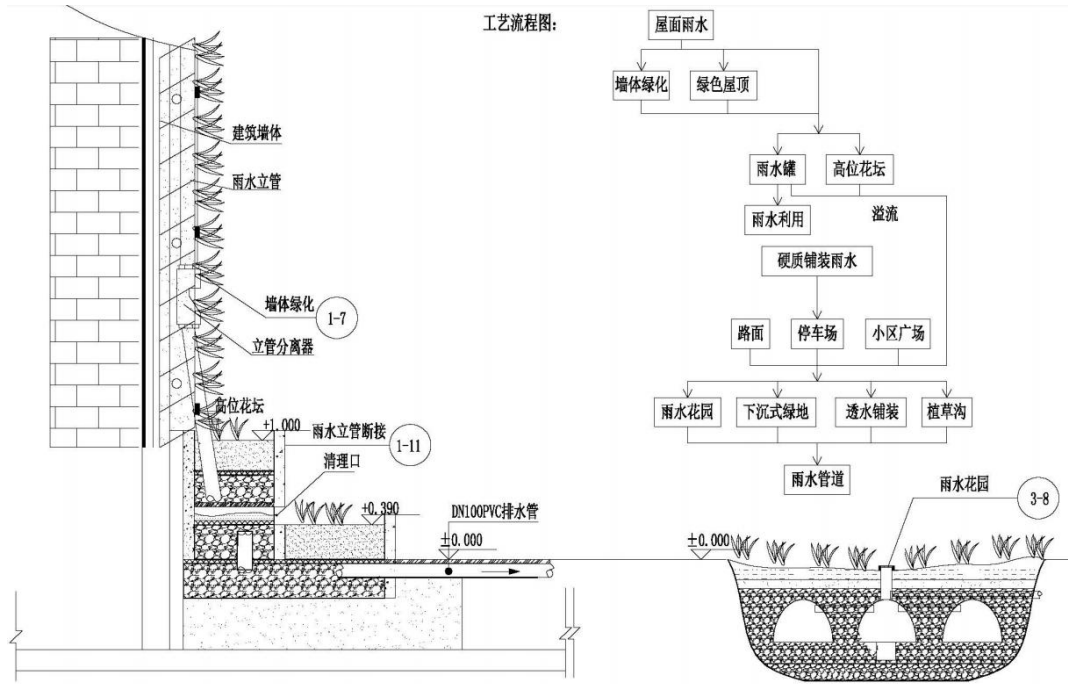 工艺流程图:
屋面雨水
墙体绿化
绿色屋顶
雨水罐
高位花坛
溢流
雨水利用
硬质铺装雨水
路面
停车场
小区广场
雨水花园
下沉式绿地
透水铺装
植草沟
雨水管道
建筑墙体
雨水立管
墙体绿化
1-7
立管分离器
高位花坛
+1.000
雨水立管断接
1-11
清理口
+0.390
DN100PVC排水管
±0.000
±0.000
雨水花园
3-8